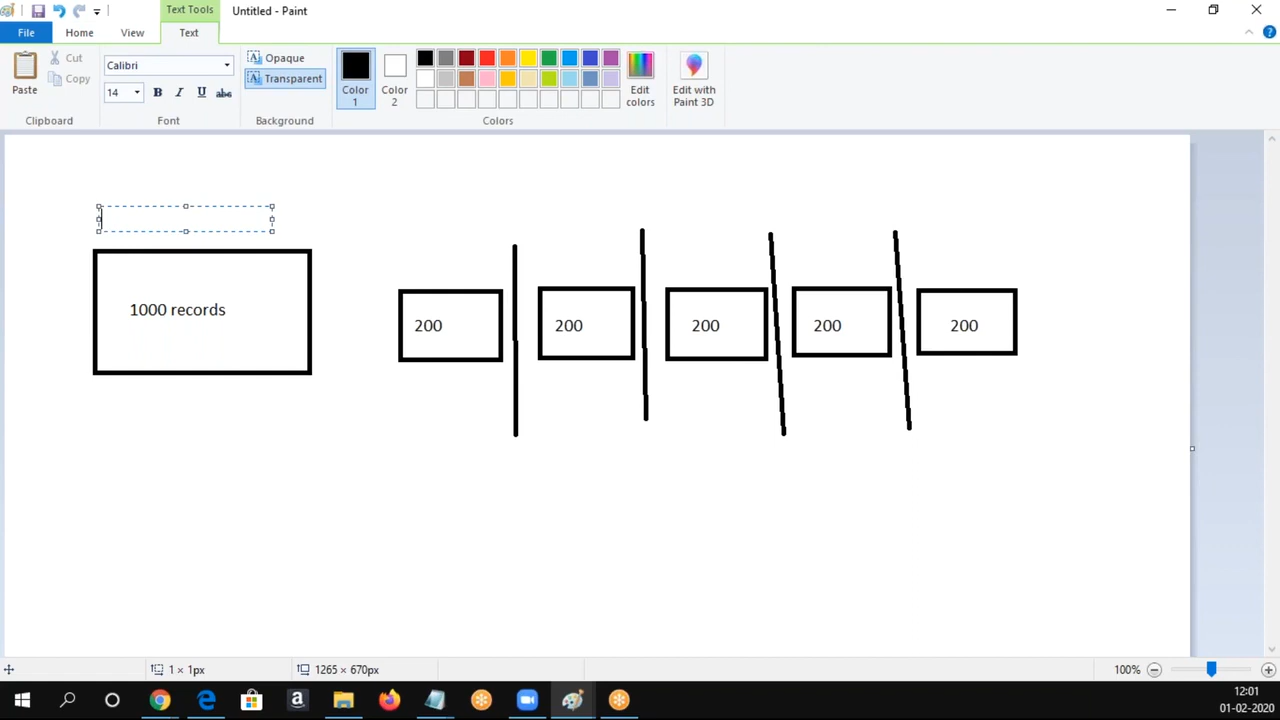 Text Tools
Untitled - Paint
File
Home
View
Text
Paste
Cut
Copy
Clipboard
Calibri
14
B I U abc
Font
Opaque
Transparent
Background
Color 1
Color 2
Edit colors
Colors
Edit with Paint 3D
1000 records
200
200
200
200
200
1 × 1px
1265 × 670px
100%
12:01
01-02-2020